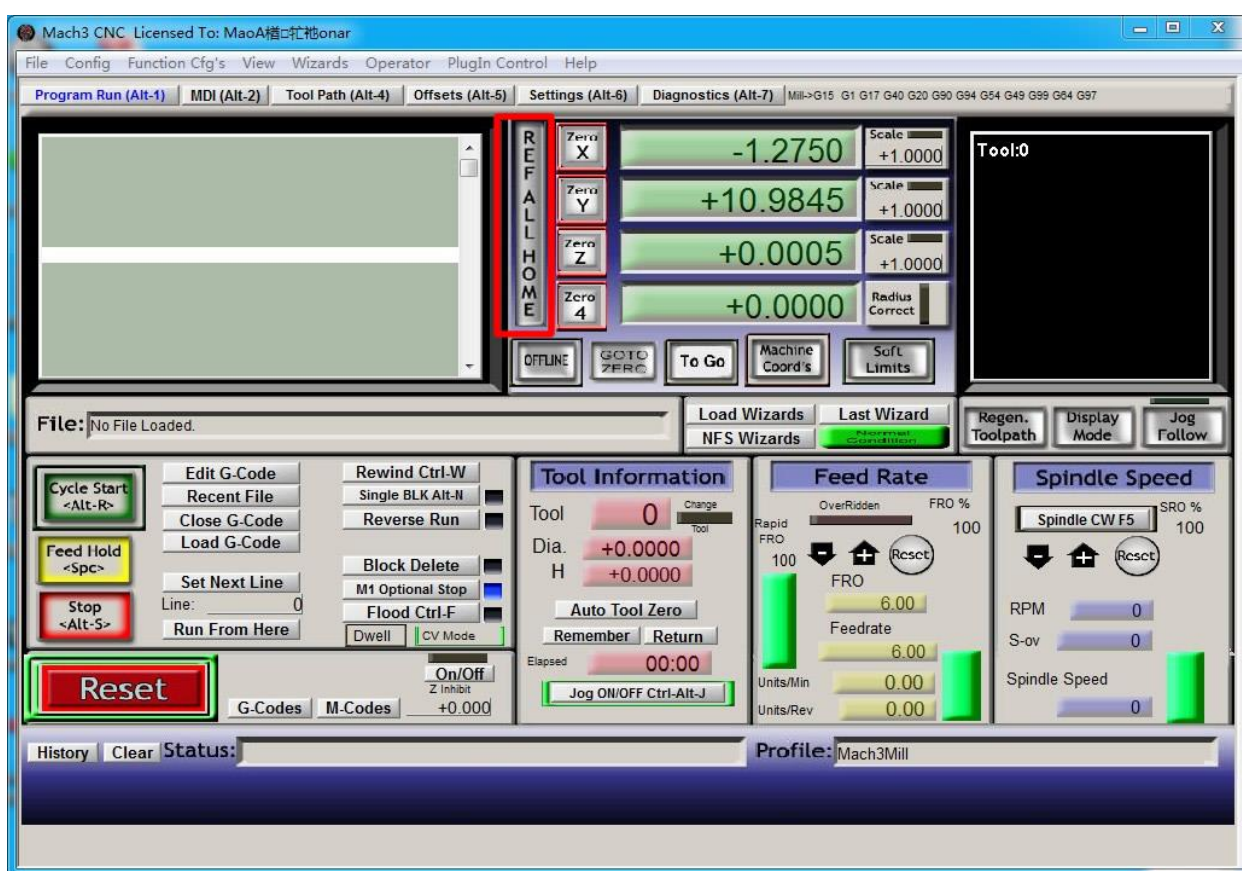 Mach3 CNC Licensed To: MaoA楢□牤衪onar
File Config Function Cfg's View Wizards Operator PlugIn Control Help
Program Run (Alt-1) MDI (Alt-2) Tool Path (Alt-4) Offsets (Alt-5) Settings (Alt-6) Diagnostics (Alt-7) Mill->G15 G1 G17 G40 G20 G90 G94 G54 G49 G99 G64 G97
REF ALL HOME
Zero X -1.2750 Scale +1.0000
Zero Y +10.9845 Scale +1.0000
Zero Z +0.0005 Scale +1.0000
Zero 4 +0.0000 Radius Correct
OFFLINE GOTO ZERO To Go Machine Coord's Soft Limits
Tool:0
File: No File Loaded.
Load Wizards Last Wizard
NFS Wizards Normal Condition
Regen. Toolpath Display Mode Jog Follow
Cycle Start <Alt-R>
Feed Hold <Spc>
Stop <Alt-S>
Edit G-Code
Recent File
Close G-Code
Load G-Code
Set Next Line
Line: 0
Run From Here
Rewind Ctrl-W
Single BLK Alt-N
Reverse Run
Block Delete
M1 Optional Stop
Flood Ctrl-F
Dwell CV Mode
Reset
G-Codes M-Codes
On/Off
Z Inhibit
+0.000
Tool Information
Tool 0 Change Tool
Dia. +0.0000
H +0.0000
Auto Tool Zero
Remember Return
Elapsed 00:00
Jog ON/OFF Ctrl-Alt-J
Feed Rate
OverRidden FRO %
100
Rapid FRO
100
Reset
FRO
6.00
Feedrate
6.00
Units/Min 0.00
Units/Rev 0.00
Spindle Speed
Spindle CW F5 SRO %
100
Reset
RPM 0
S-ov 0
Spindle Speed
0
History Clear Status:
Profile: Mach3Mill